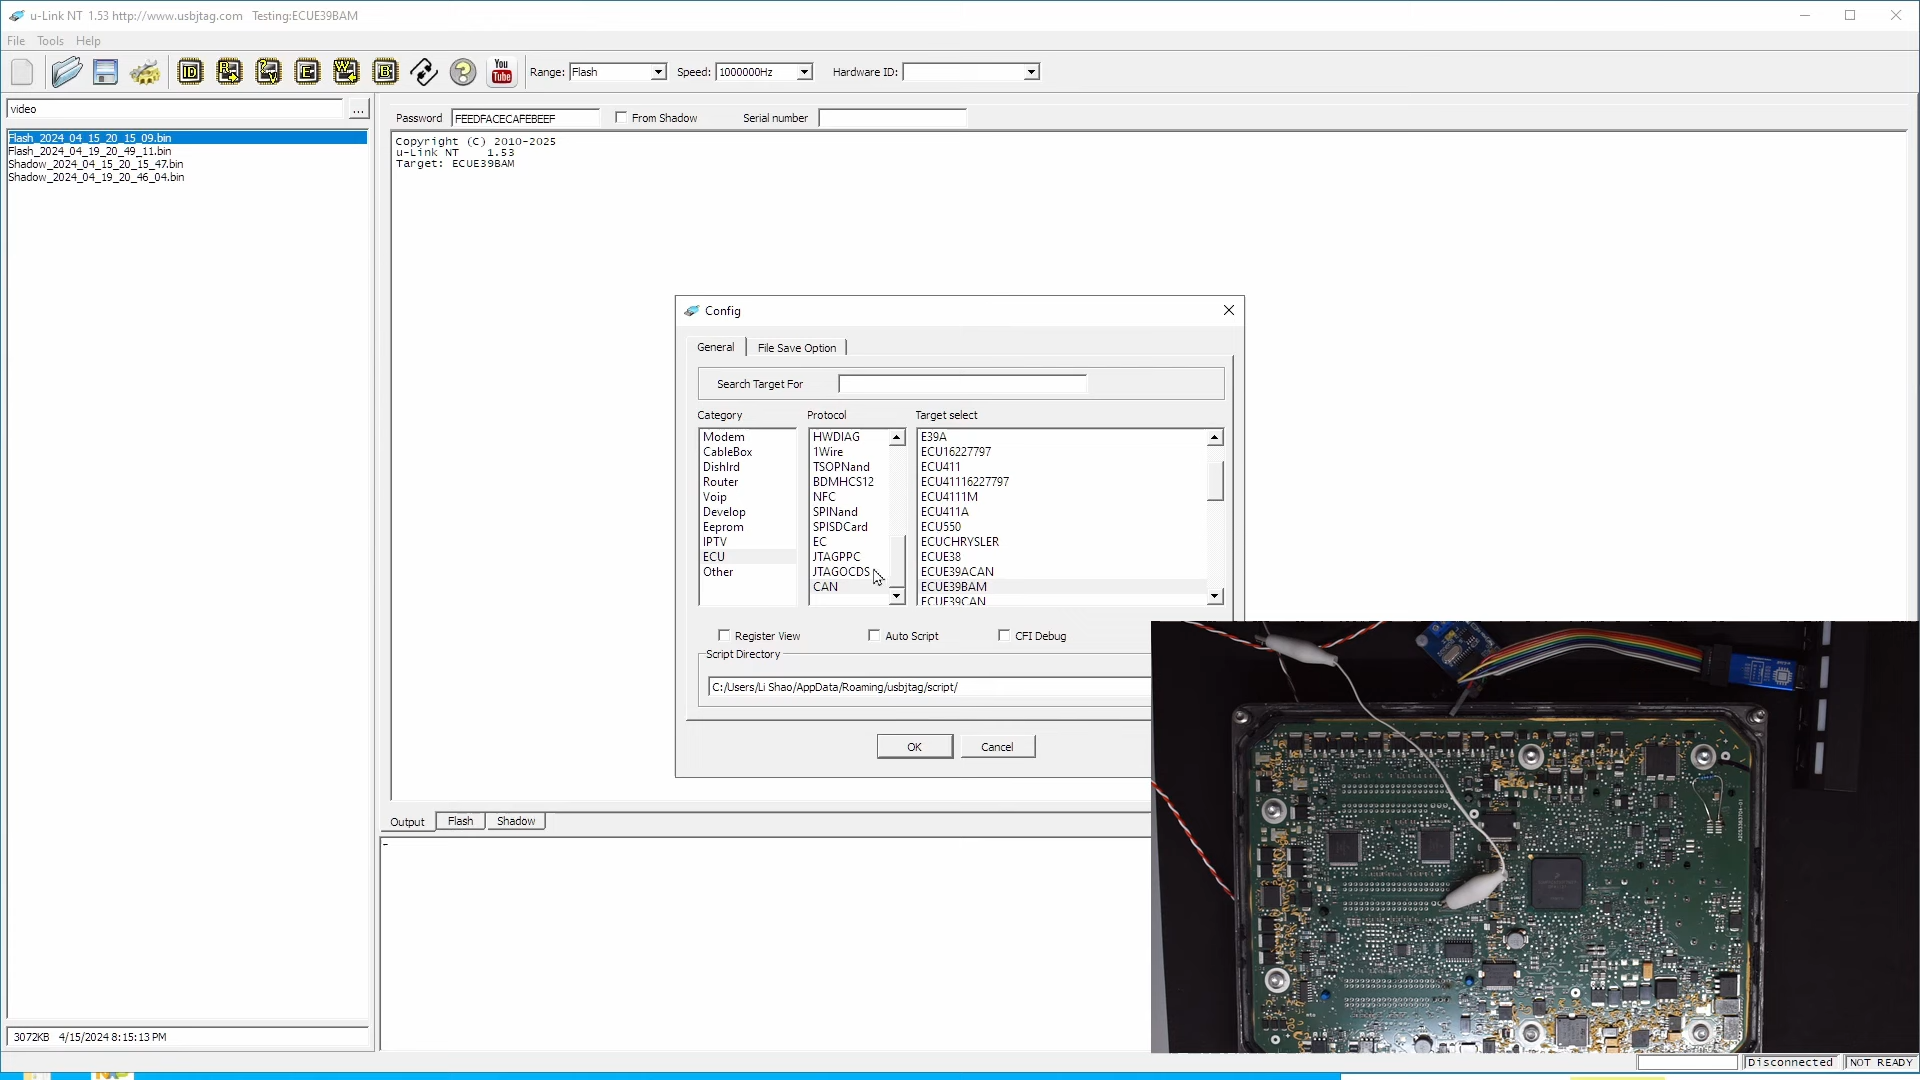 u-Link NT 1.53 http://www.usbjtag.com Testing:ECUE39BAM
File Tools Help
ID R ?V E W B You Tube Range: Flash Speed: 1000000Hz Hardware ID:
video ...
Password FEEDFACECAFEBEEF From Shadow Serial number
Flash_2024_04_15_20_15_09.bin
Flash_2024_04_19_20_49_11.bin
Shadow_2024_04_15_20_15_47.bin
Shadow_2024_04_19_20_46_04.bin
Copyright (C) 2010-2025
u-Link NT 1.53
Target: ECUE39BAM
Config
General File Save Option
Search Target For
Category Protocol Target select
Modem
CableBox
DishIrd
Router
Voip
Develop
Eeprom
IPTV
ECU
Other
HWDIAG
1Wire
TSOPNand
BDMHCS12
NFC
SPINand
SPISDCard
EC
JTAGPPC
JTAGOCDS
CAN
E39A
ECU16227797
ECU411
ECU41116227797
ECU4111M
ECU411A
ECU550
ECUCHRYSLER
ECUE38
ECUE39ACAN
ECUE39BAM
ECUE39CAN
Register View Auto Script CFI Debug
Script Directory
C:/Users/Li Shao/AppData/Roaming/usbjtag/script/
OK Cancel
Output Flash Shadow
-
3072KB 4/15/2024 8:15:13 PM
Disconnected NOT READY